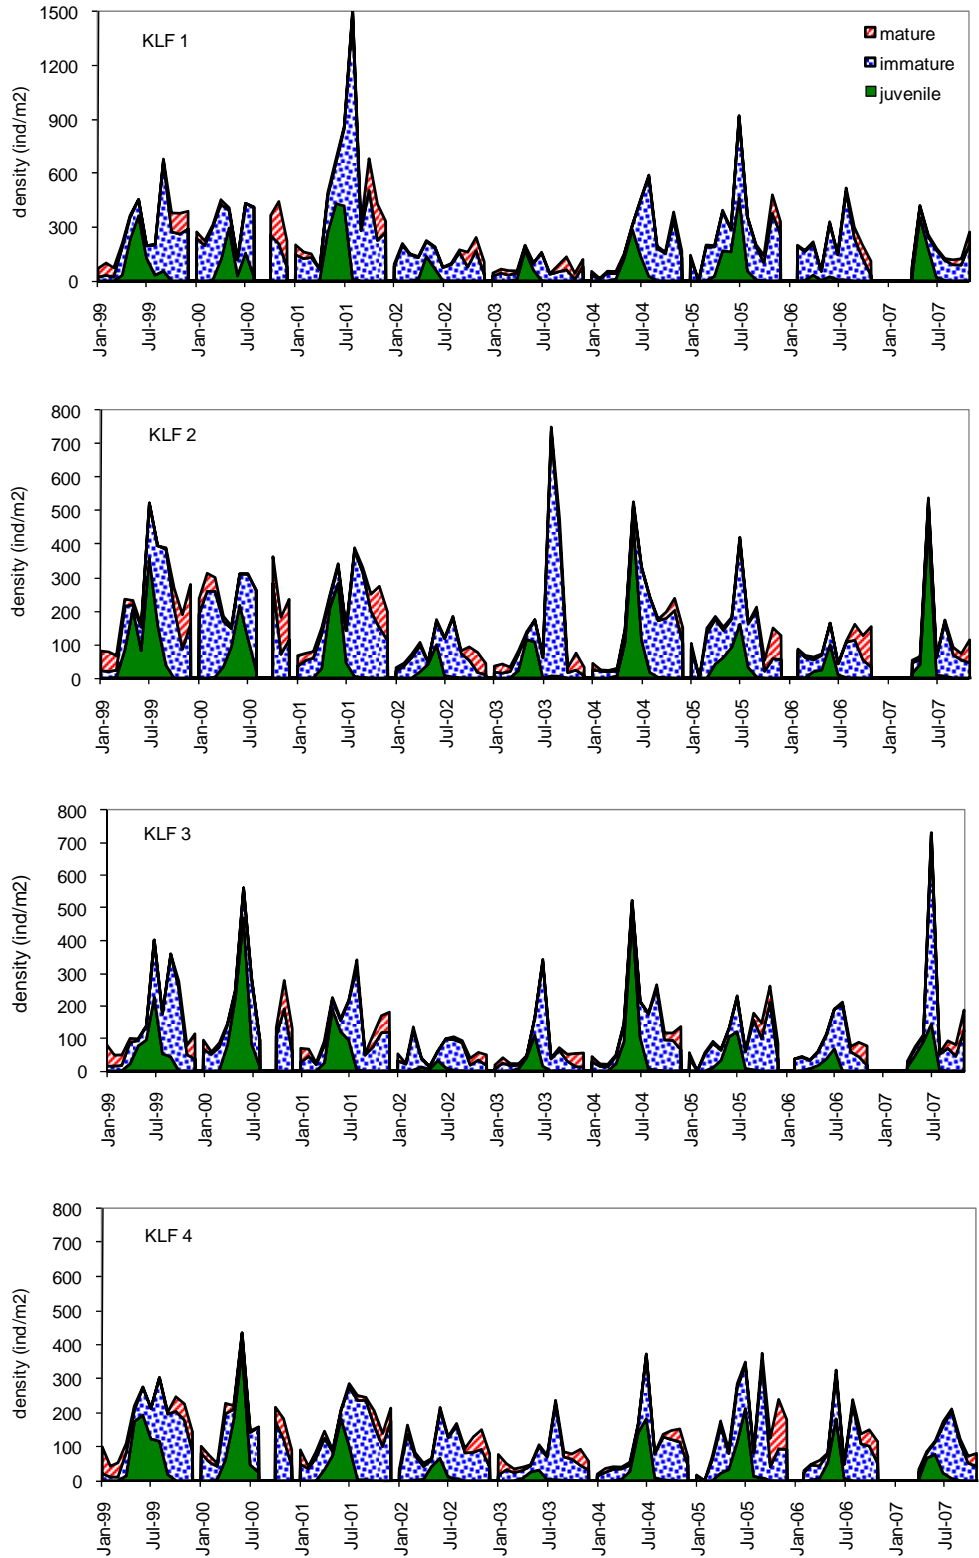 KLF 1
mature
immature
juvenile
density (ind/m2)
1500
1200
900
600
300
0
Jan-99
Jul-99
Jan-00
Jul-00
Jan-01
Jul-01
Jan-02
Jul-02
Jan-03
Jul-03
Jan-04
Jul-04
Jan-05
Jul-05
Jan-06
Jul-06
Jan-07
Jul-07
KLF 2
density (ind/m2)
800
700
600
500
400
300
200
100
0
Jan-99
Jul-99
Jan-00
Jul-00
Jan-01
Jul-01
Jan-02
Jul-02
Jan-03
Jul-03
Jan-04
Jul-04
Jan-05
Jul-05
Jan-06
Jul-06
Jan-07
Jul-07
KLF 3
density (ind/m2)
800
700
600
500
400
300
200
100
0
Jan-99
Jul-99
Jan-00
Jul-00
Jan-01
Jul-01
Jan-02
Jul-02
Jan-03
Jul-03
Jan-04
Jul-04
Jan-05
Jul-05
Jan-06
Jul-06
Jan-07
Jul-07
KLF 4
density (ind/m2)
800
700
600
500
400
300
200
100
0
Jan-99
Jul-99
Jan-00
Jul-00
Jan-01
Jul-01
Jan-02
Jul-02
Jan-03
Jul-03
Jan-04
Jul-04
Jan-05
Jul-05
Jan-06
Jul-06
Jan-07
Jul-07